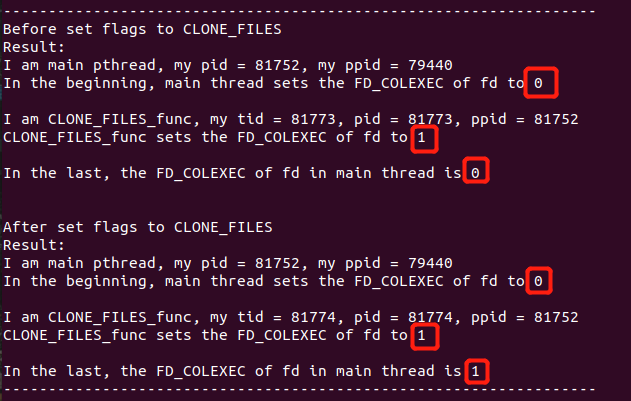 ------------------------------------------------------------------
Before set flags to CLONE_FILES
Result:
I am main pthread, my pid = 81752, my ppid = 79440
In the beginning, main thread sets the FD_COLEXEC of fd to 0
I am CLONE_FILES_func, my tid = 81773, pid = 81773, ppid = 81752
CLONE_FILES_func sets the FD_COLEXEC of fd to 1
In the last, the FD_COLEXEC of fd in main thread is 0
After set flags to CLONE_FILES
Result:
I am main pthread, my pid = 81752, my ppid = 79440
In the beginning, main thread sets the FD_COLEXEC of fd to 0
I am CLONE_FILES_func, my tid = 81774, pid = 81774, ppid = 81752
CLONE_FILES_func sets the FD_COLEXEC of fd to 1
In the last, the FD_COLEXEC of fd in main thread is 1
------------------------------------------------------------------